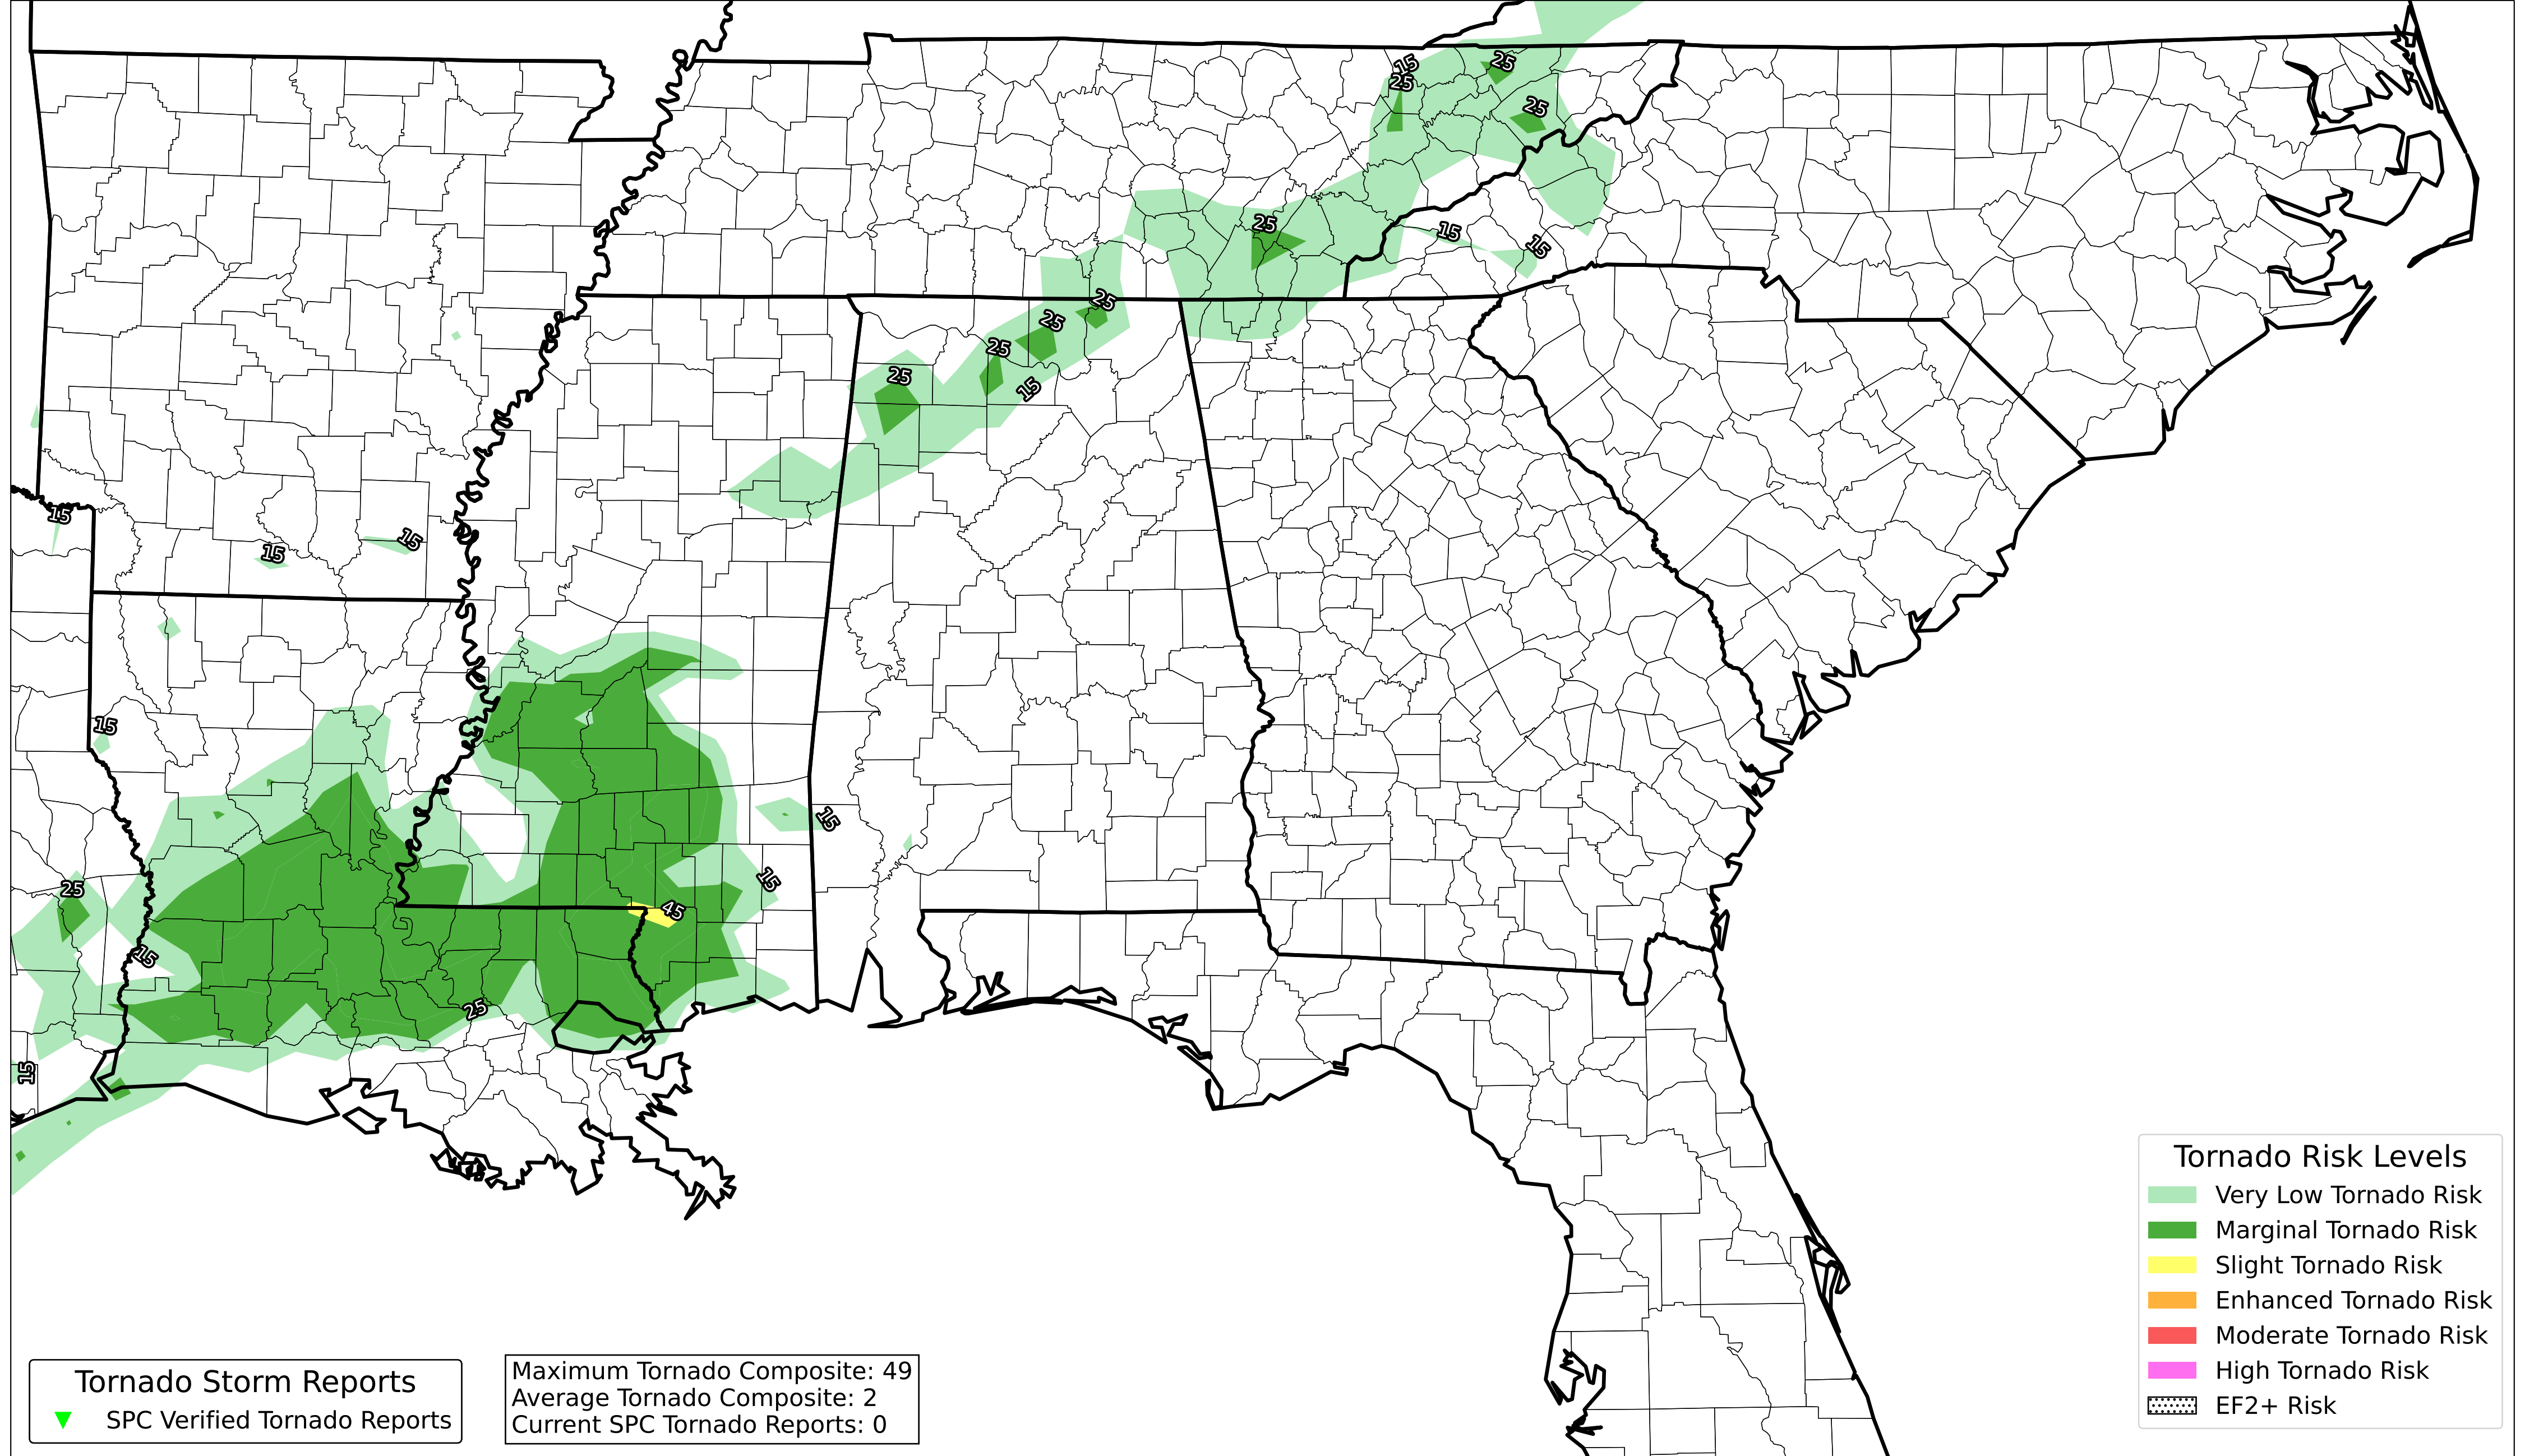 15
25
25
25
25
15
15
25
25
25
25
15
15
15
15
15
15
15
25
45
15
25
15
Tornado Risk Levels
Very Low Tornado Risk
Marginal Tornado Risk
Slight Tornado Risk
Enhanced Tornado Risk
Moderate Tornado Risk
High Tornado Risk
EF2+ Risk
Tornado Storm Reports
SPC Verified Tornado Reports
Maximum Tornado Composite: 49
Average Tornado Composite: 2
Current SPC Tornado Reports: 0